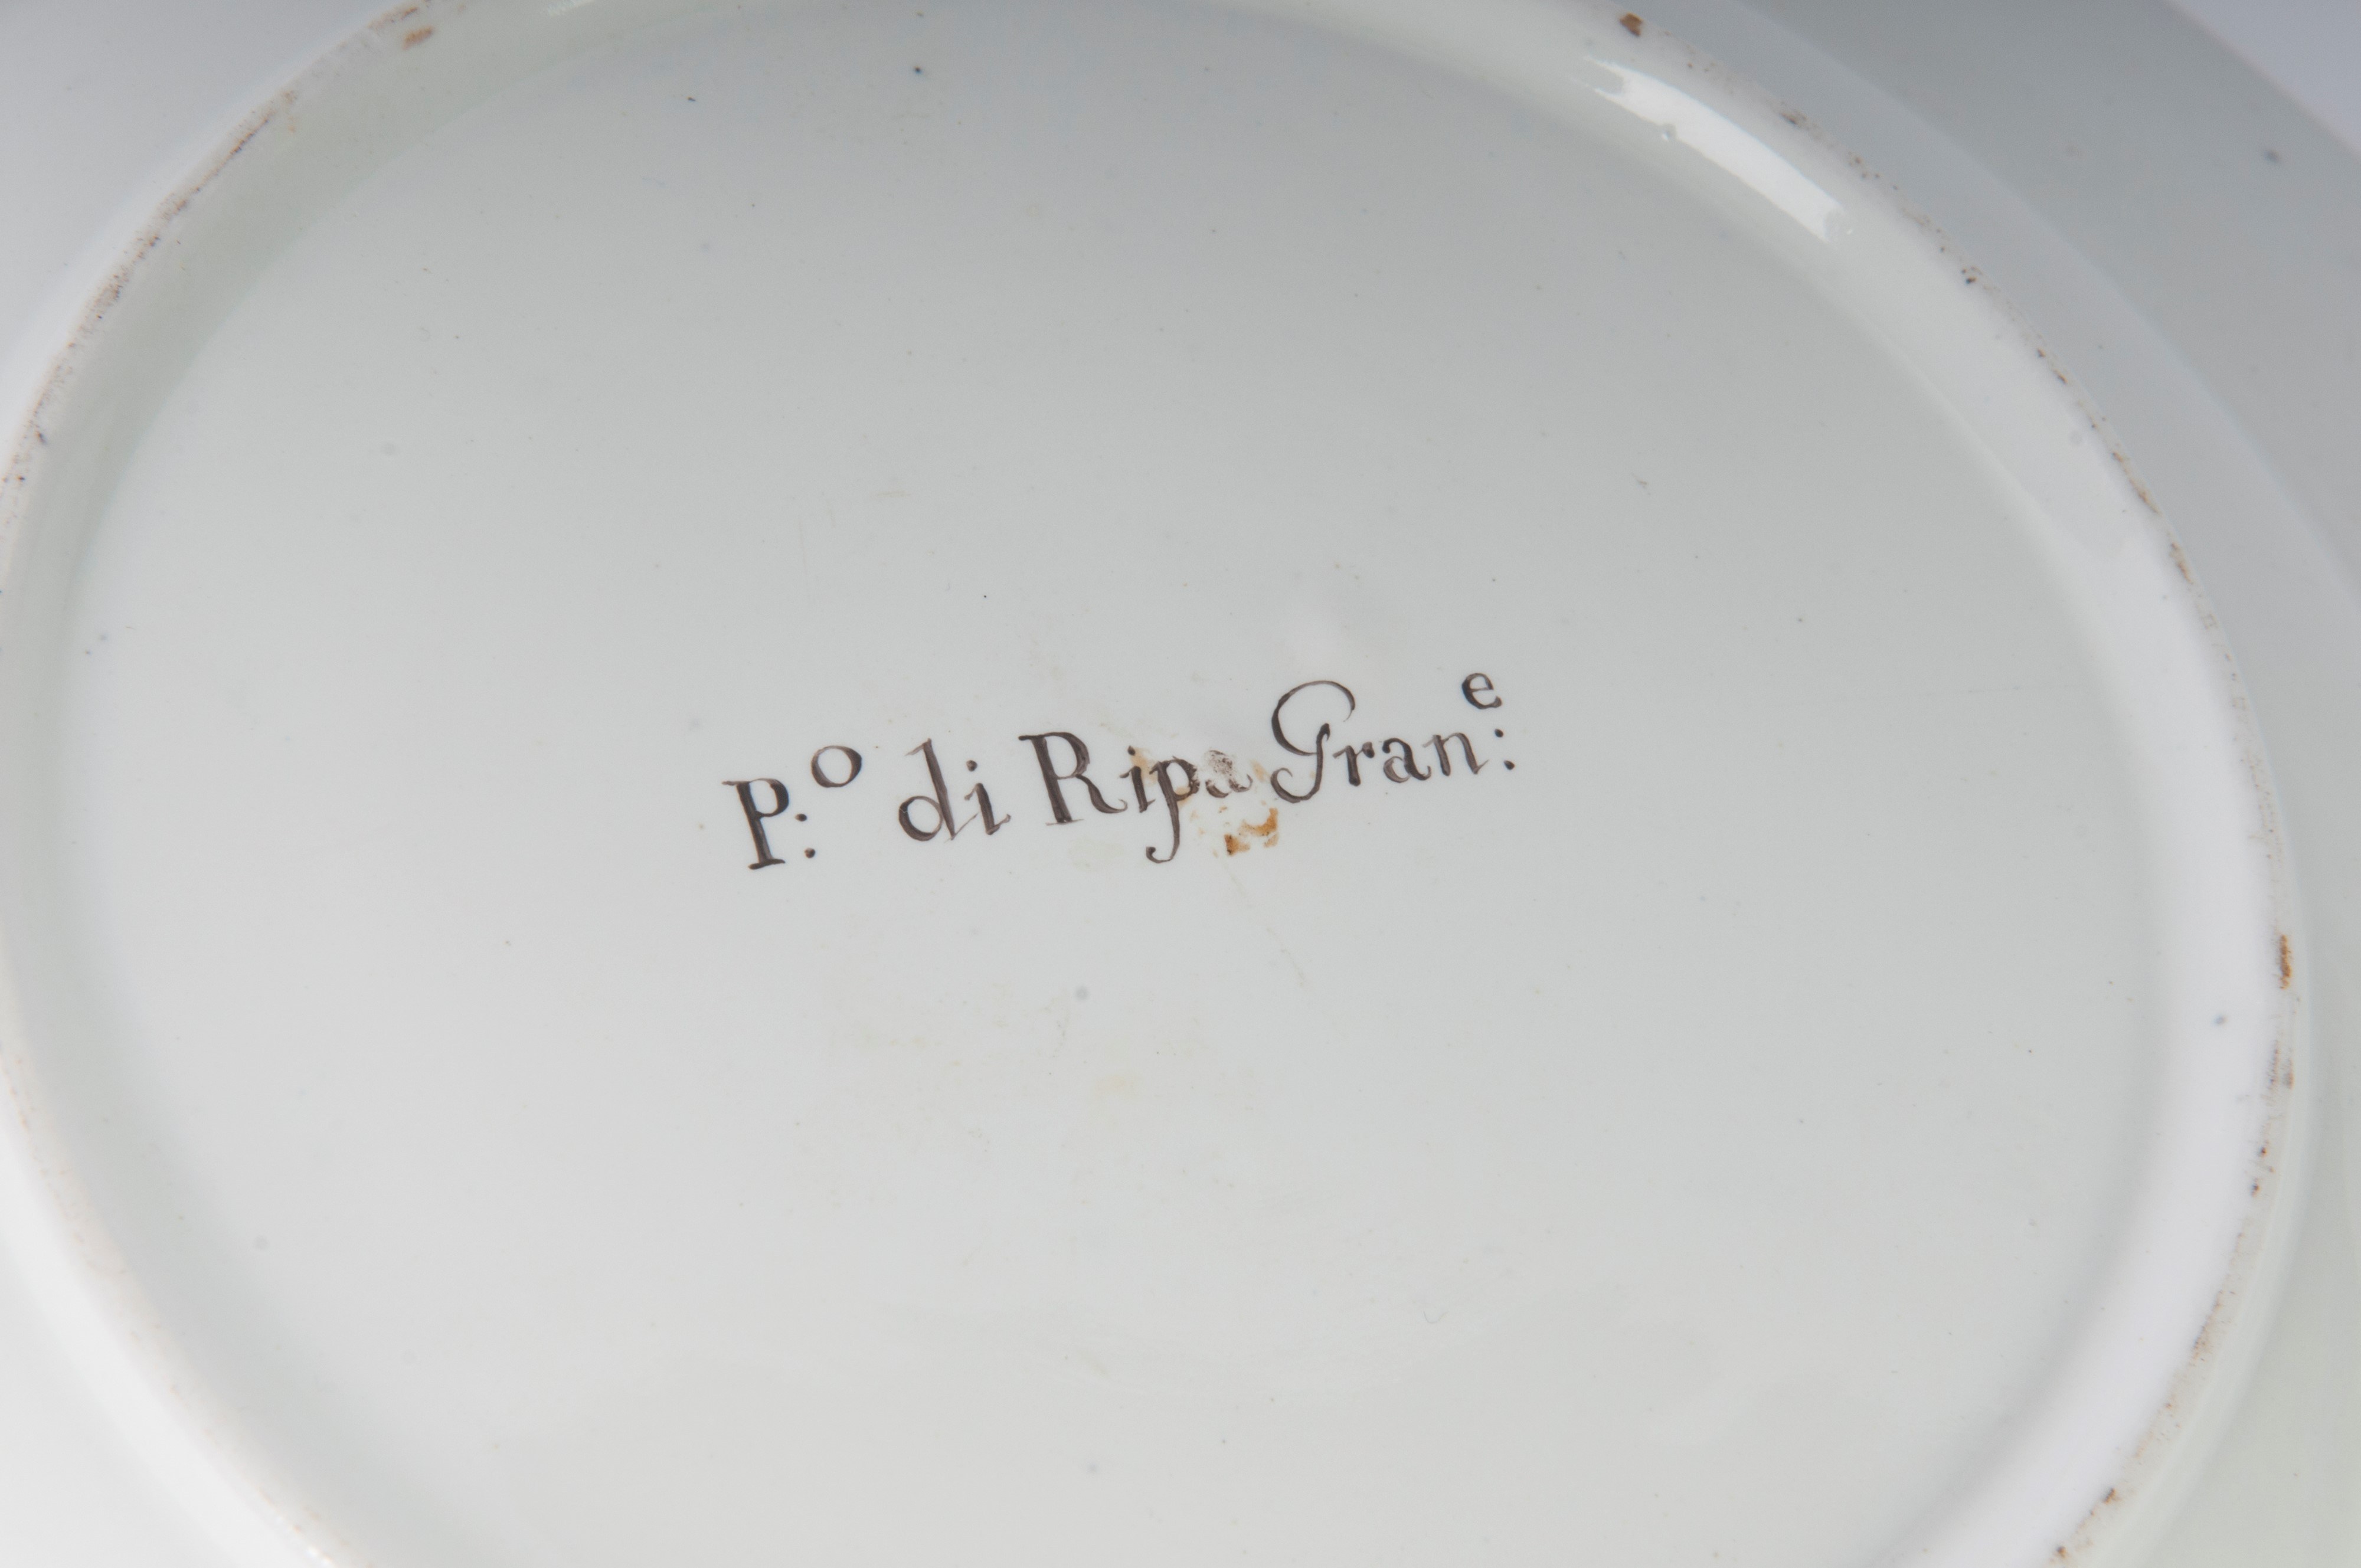 P:º di Ripa Gran:ᵉ